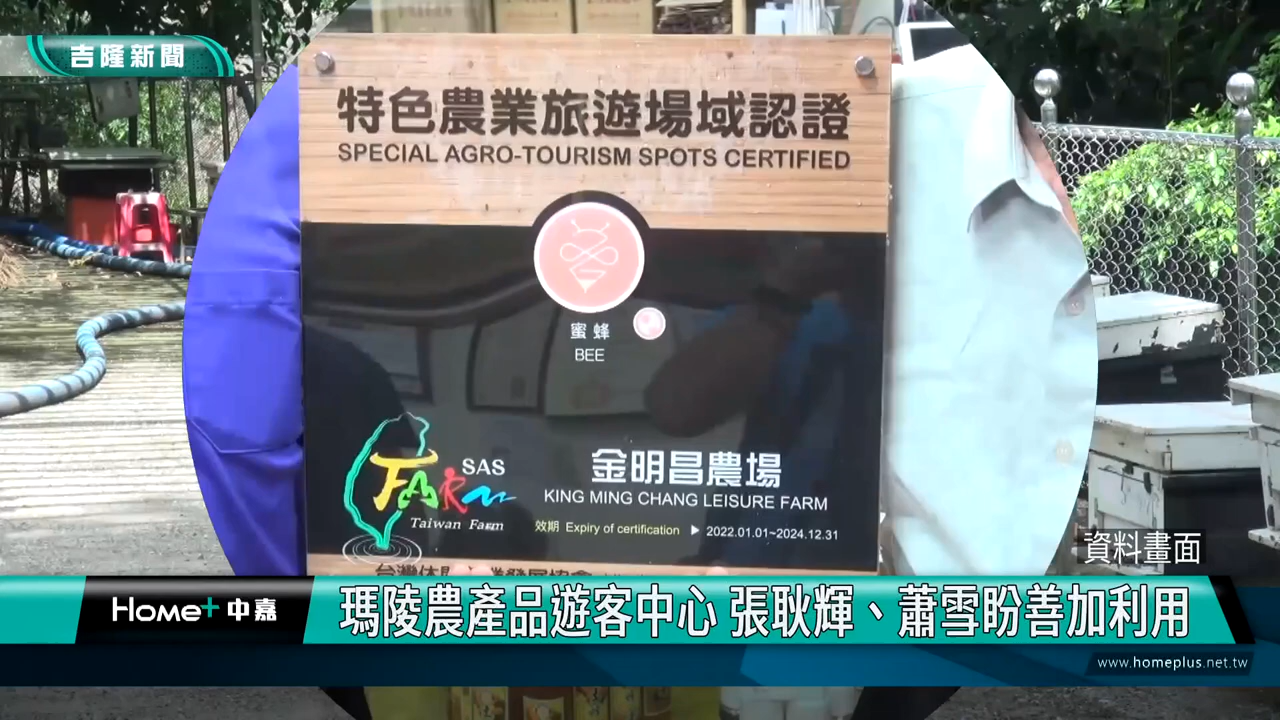 吉隆新聞
特色農業旅遊場域認證
SPECIAL AGRO-TOURISM SPOTS CERTIFIED
蜜蜂
BEE
SAS
FARM
Taiwan Farm
金明昌農場
KING MING CHANG LEISURE FARM
效期 Expiry of certification ▶ 2022.01.01~2024.12.31
資料畫面
Home+ 中嘉
瑪陵農產品遊客中心 張耿輝、蕭雪盼善加利用
www.homeplus.net.tw